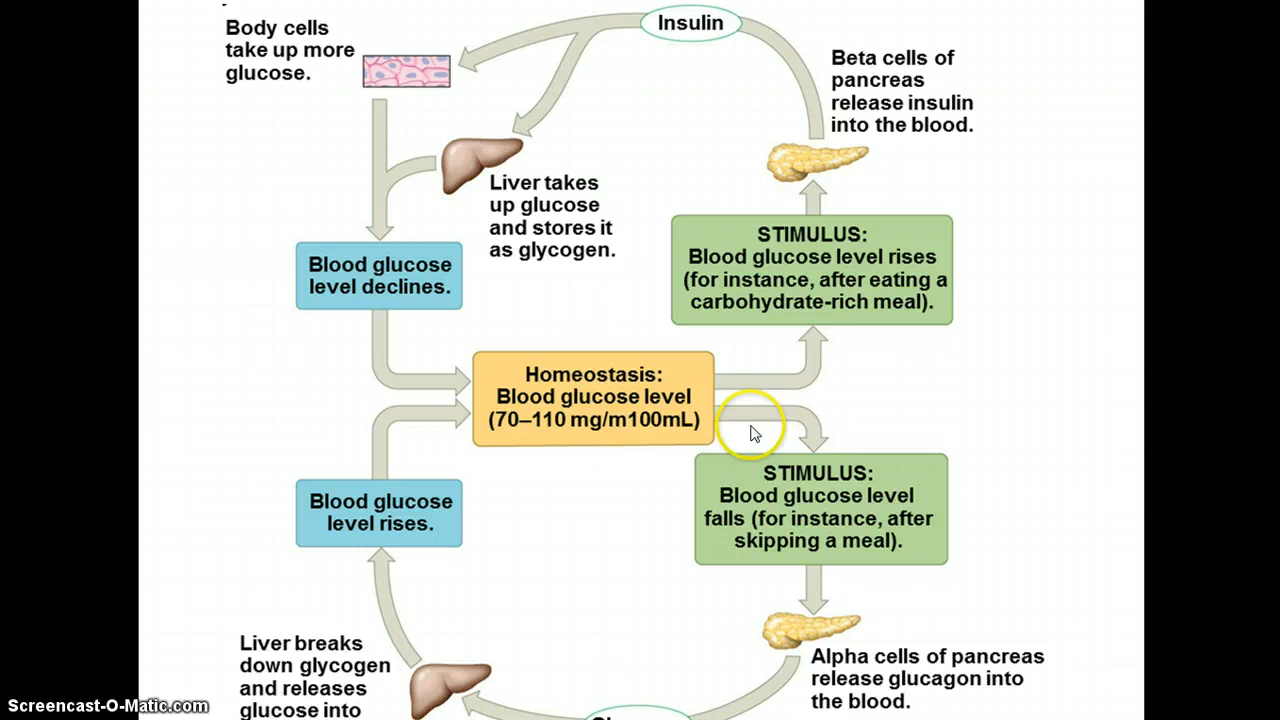 Insulin
Body cells
take up more
glucose.
Beta cells of
pancreas
release insulin
into the blood.
Liver takes
up glucose
and stores it
as glycogen.
STIMULUS:
Blood glucose level rises
(for instance, after eating a
carbohydrate-rich meal).
Blood glucose
level declines.
Homeostasis:
Blood glucose level
(70–110 mg/m100mL)
STIMULUS:
Blood glucose level
falls (for instance, after
skipping a meal).
Blood glucose
level rises.
Liver breaks
down glycogen
and releases
glucose into
Alpha cells of pancreas
release glucagon into
the blood.
Screencast-O-Matic.com